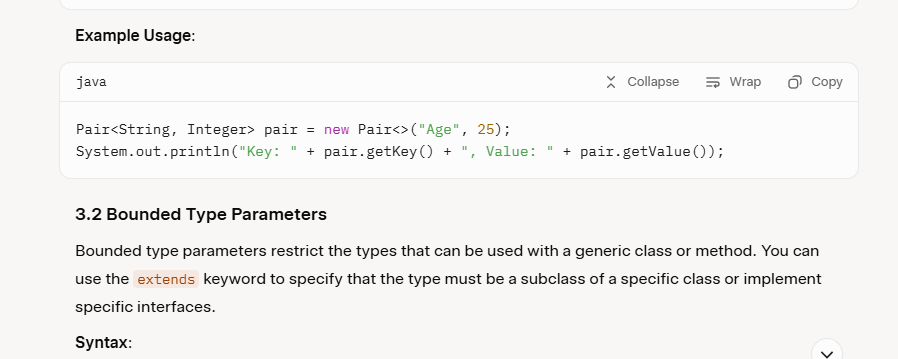 Example Usage:
java
Collapse
Wrap
Copy
Pair<String, Integer> pair = new Pair<>("Age", 25);
System.out.println("Key: " + pair.getKey() + ", Value: " + pair.getValue());
3.2 Bounded Type Parameters
Bounded type parameters restrict the types that can be used with a generic class or method. You can
use the extends keyword to specify that the type must be a subclass of a specific class or implement
specific interfaces.
Syntax: